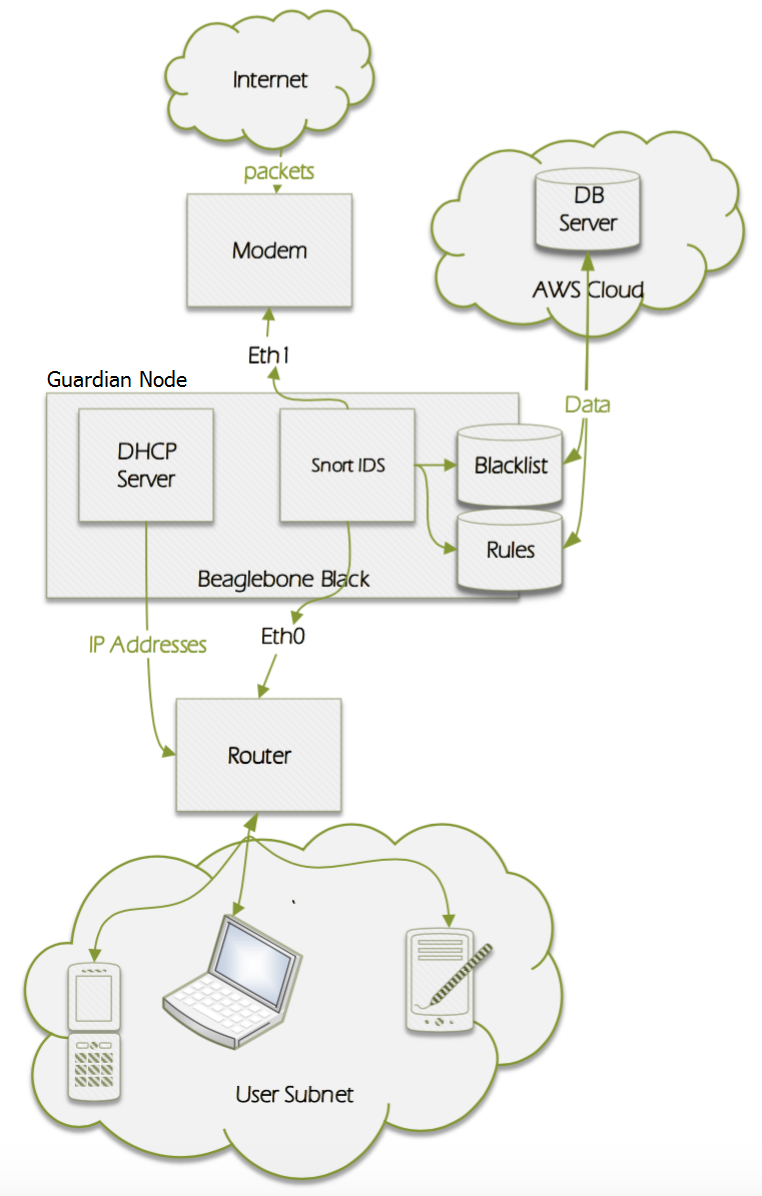 Internet
packets
Modem
DB
Server
AWS Cloud
Eth1
Guardian Node
Data
DHCP
Server
Snort IDS
Blacklist
Rules
Beaglebone Black
IP Addresses
Eth0
Router
User Subnet